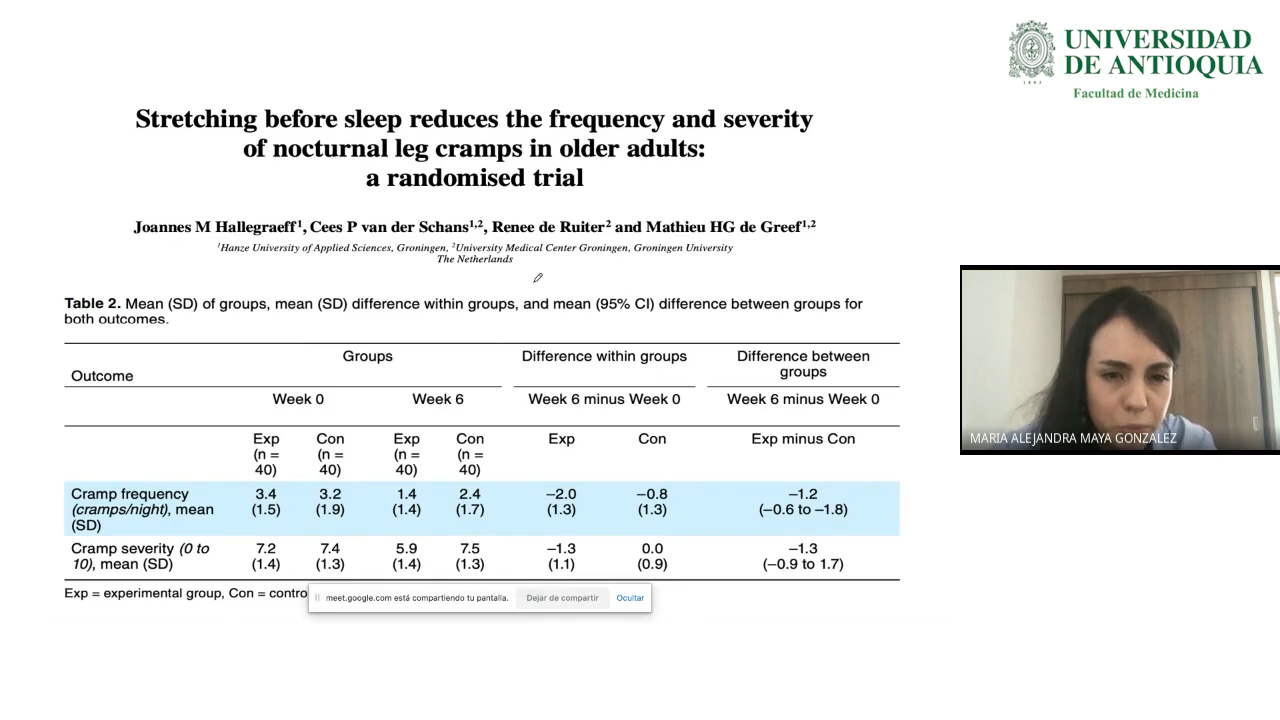 UNIVERSIDAD
DE ANTIOQUIA
1803
Facultad de Medicina
Stretching before sleep reduces the frequency and severity
of nocturnal leg cramps in older adults:
a randomised trial
Joannes M Hallegraeff1, Cees P van der Schans1,2, Renee de Ruiter2 and Mathieu HG de Greef1,2
1Hanze University of Applied Sciences, Groningen, 2University Medical Center Groningen, Groningen University
The Netherlands
Table 2. Mean (SD) of groups, mean (SD) difference within groups, and mean (95% CI) difference between groups for
both outcomes.
Outcome
Groups
Difference within groups
Difference between
groups
Week 0
Week 6
Week 6 minus Week 0
Week 6 minus Week 0
Exp
(n =
40)
Con
(n =
40)
Exp
(n =
40)
Con
(n =
40)
Exp
Con
Exp minus Con
Cramp frequency
(cramps/night), mean
(SD)
3.4
(1.5)
3.2
(1.9)
1.4
(1.4)
2.4
(1.7)
–2.0
(1.3)
–0.8
(1.3)
–1.2
(–0.6 to –1.8)
Cramp severity (0 to
10), mean (SD)
7.2
(1.4)
7.4
(1.3)
5.9
(1.4)
7.5
(1.3)
–1.3
(1.1)
0.0
(0.9)
–1.3
(–0.9 to 1.7)
Exp = experimental group, Con = contro
meet.google.com está compartiendo tu pantalla.
Dejar de compartir
Ocultar
MARIA ALEJANDRA MAYA GONZALEZ